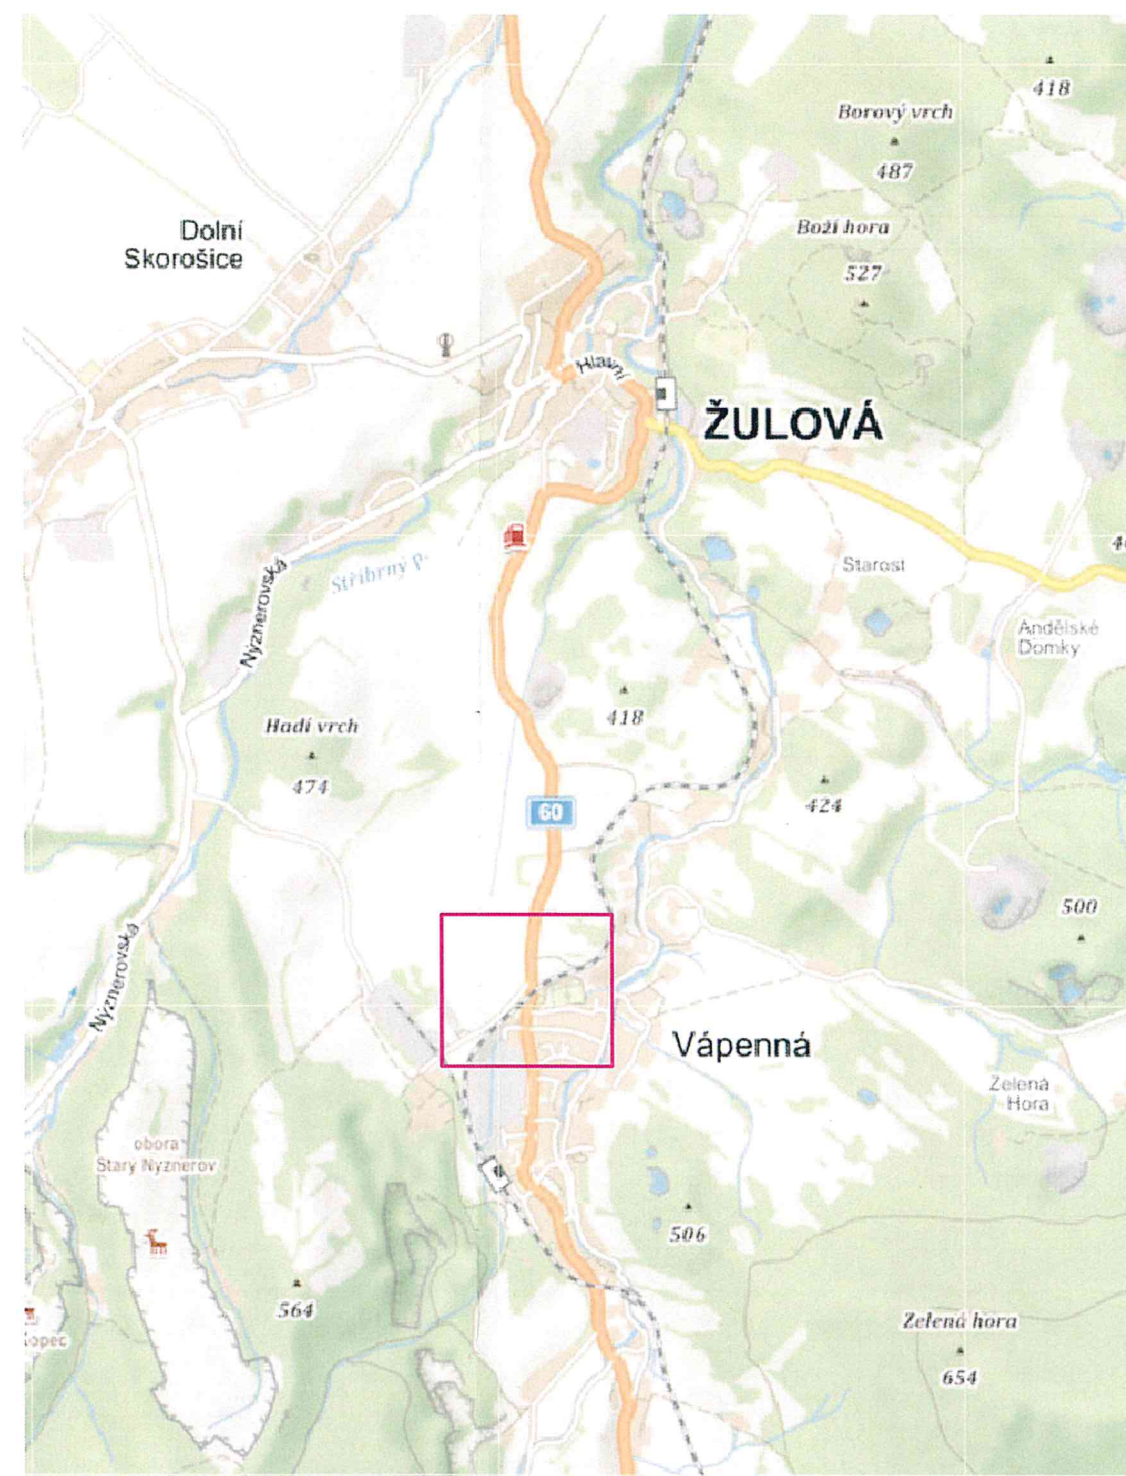 418
Borový vrch
487
Dolní
Skorošice
Boží hora
527
Hlavní
ŽULOVÁ
Stříbrný p.
Starost
Nýznerovská
Andělské
Domky
Hadí vrch
474
418
424
60
500
Nýznerovská
Vápenná
Zelená
Hora
obora
Starý Nyznerov
506
564
Zelená hora
654